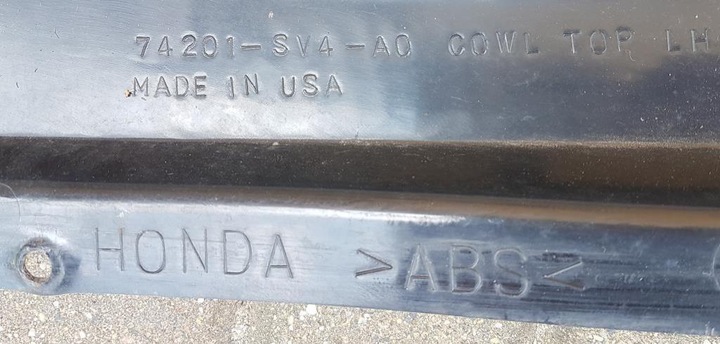 74201-SV4-A0 COWL TOP LH
MADE IN USA
HONDA >ABS<